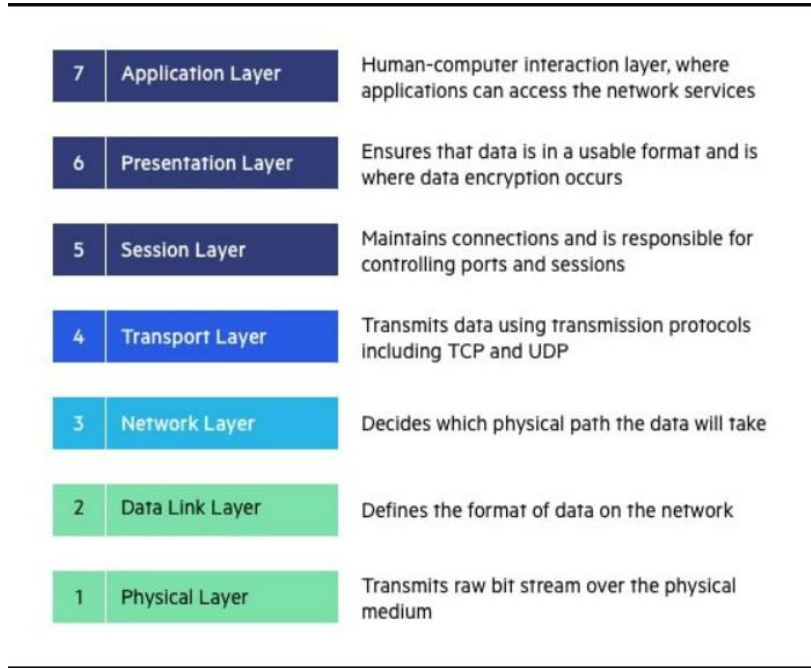 7 Application Layer
Human-computer interaction layer, where
applications can access the network services
6 Presentation Layer
Ensures that data is in a usable format and is
where data encryption occurs
5 Session Layer
Maintains connections and is responsible for
controlling ports and sessions
4 Transport Layer
Transmits data using transmission protocols
including TCP and UDP
3 Network Layer
Decides which physical path the data will take
2 Data Link Layer
Defines the format of data on the network
1 Physical Layer
Transmits raw bit stream over the physical
medium